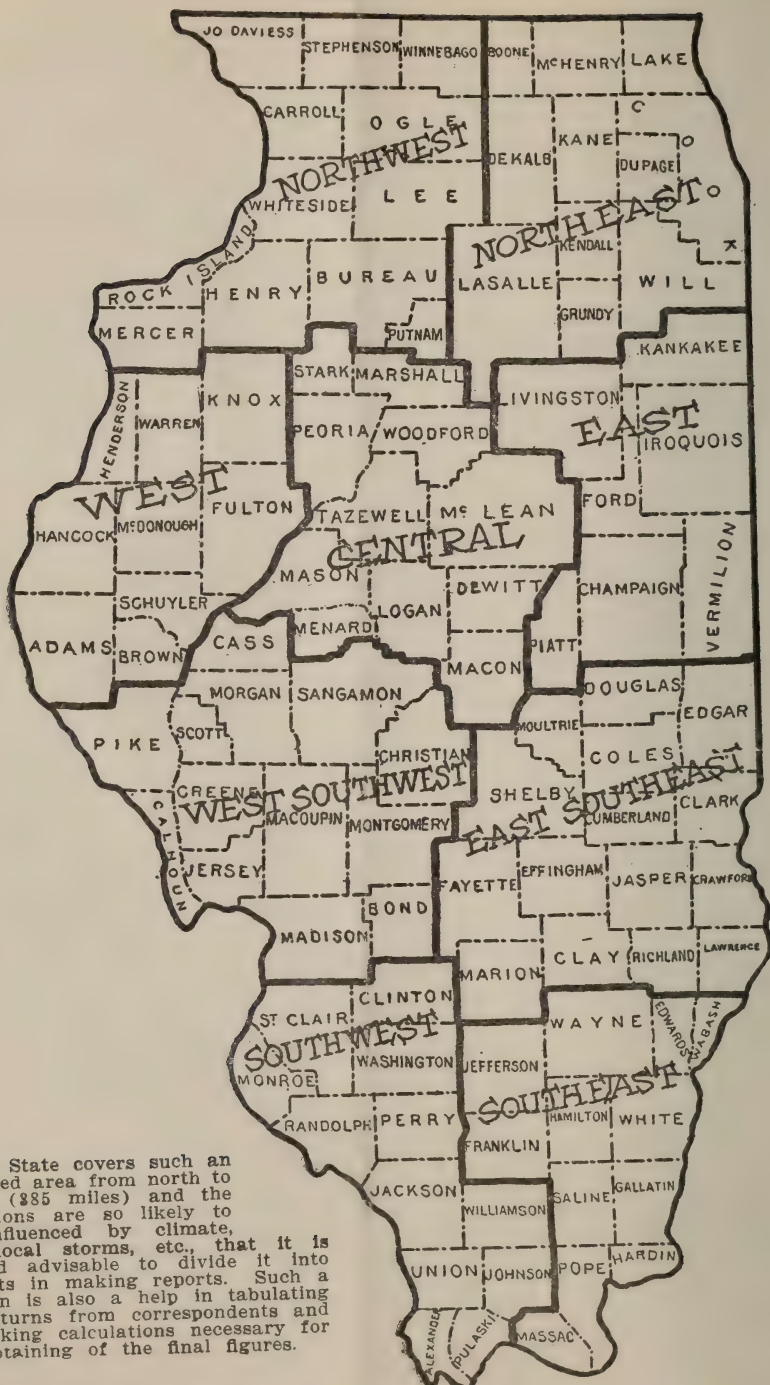 JO DAVIESS
STEPHENSON
WINNEBAGO
BOONE
McHENRY
LAKE
CARROLL
OGLE
NORTHWEST
DEKALB
KANE
COOK
DUPAGE
WHITESIDE
LEE
NORTHEAST
ROCK ISLAND
HENRY
BUREAU
LASALLE
KENDALL
WILL
MERCER
PUTNAM
GRUNDY
KANKAKEE
STARK
MARSHALL
HENDERSON
WARREN
KNOX
LIVINGSTON
EAST
IROQUOIS
PEORIA
WOODFORD
WEST
HANCOCK
McDONOUGH
FULTON
TAZEWELL
McLEAN
FORD
CENTRAL
MASON
SCHUYLER
LOGAN
DEWITT
CHAMPAIGN
VERMILION
ADAMS
BROWN
CASS
MENARD
MACON
PIATT
MORGAN
SANGAMON
DOUGLAS
EDGAR
PIKE
SCOTT
CHRISTIAN
MOULTRIE
COLES
GREENE
WEST SOUTHWEST
MACOUPIN
MONTGOMERY
SHELBY
EAST SOUTHEAST
CUMBERLAND
CLARK
CALHOUN
JERSEY
FAYETTE
EFFINGHAM
JASPER
CRAWFORD
MADISON
BOND
MARION
CLAY
RICHLAND
LAWRENCE
CLINTON
ST. CLAIR
SOUTHWEST
WAYNE
EDWARDS
WABASH
MONROE
WASHINGTON
JEFFERSON
SOUTHEAST
RANDOLPH
PERRY
HAMILTON
WHITE
FRANKLIN
JACKSON
WILLIAMSON
SALINE
GALLATIN
UNION
JOHNSON
POPE
HARDIN
ALEXANDER
PULASKI
MASSAC
State covers such an
ed area from north to
(385 miles) and the
ions are so likely to
nfluenced by climate,
local storms, etc., that it is
d advisable to divide it into
ts in making reports. Such a
n is also a help in tabulating
turns from correspondents and
king calculations necessary for
btaining of the final figures.